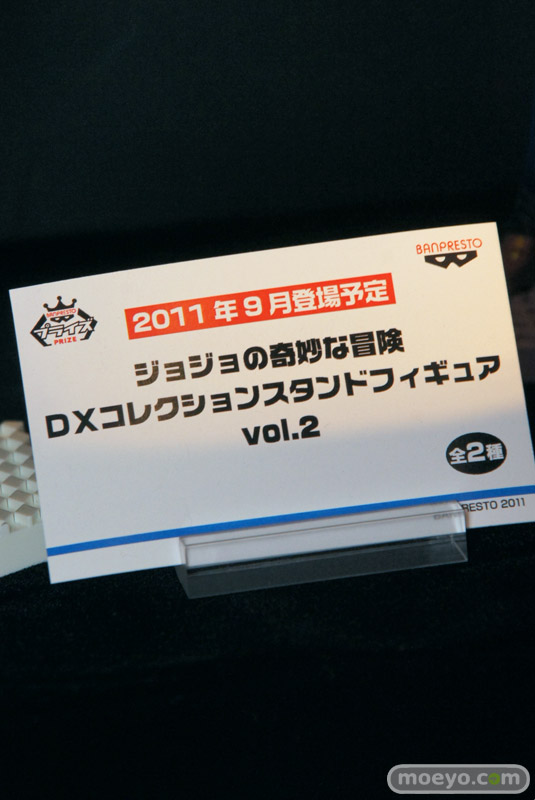 BANPRESTO
BANPRESTO
プライズ
PRIZE
2011年9月登場予定
ジョジョの奇妙な冒険
DXコレクションスタンドフィギュア
vol.2
全2種
BANPRESTO 2011
moeyo.com